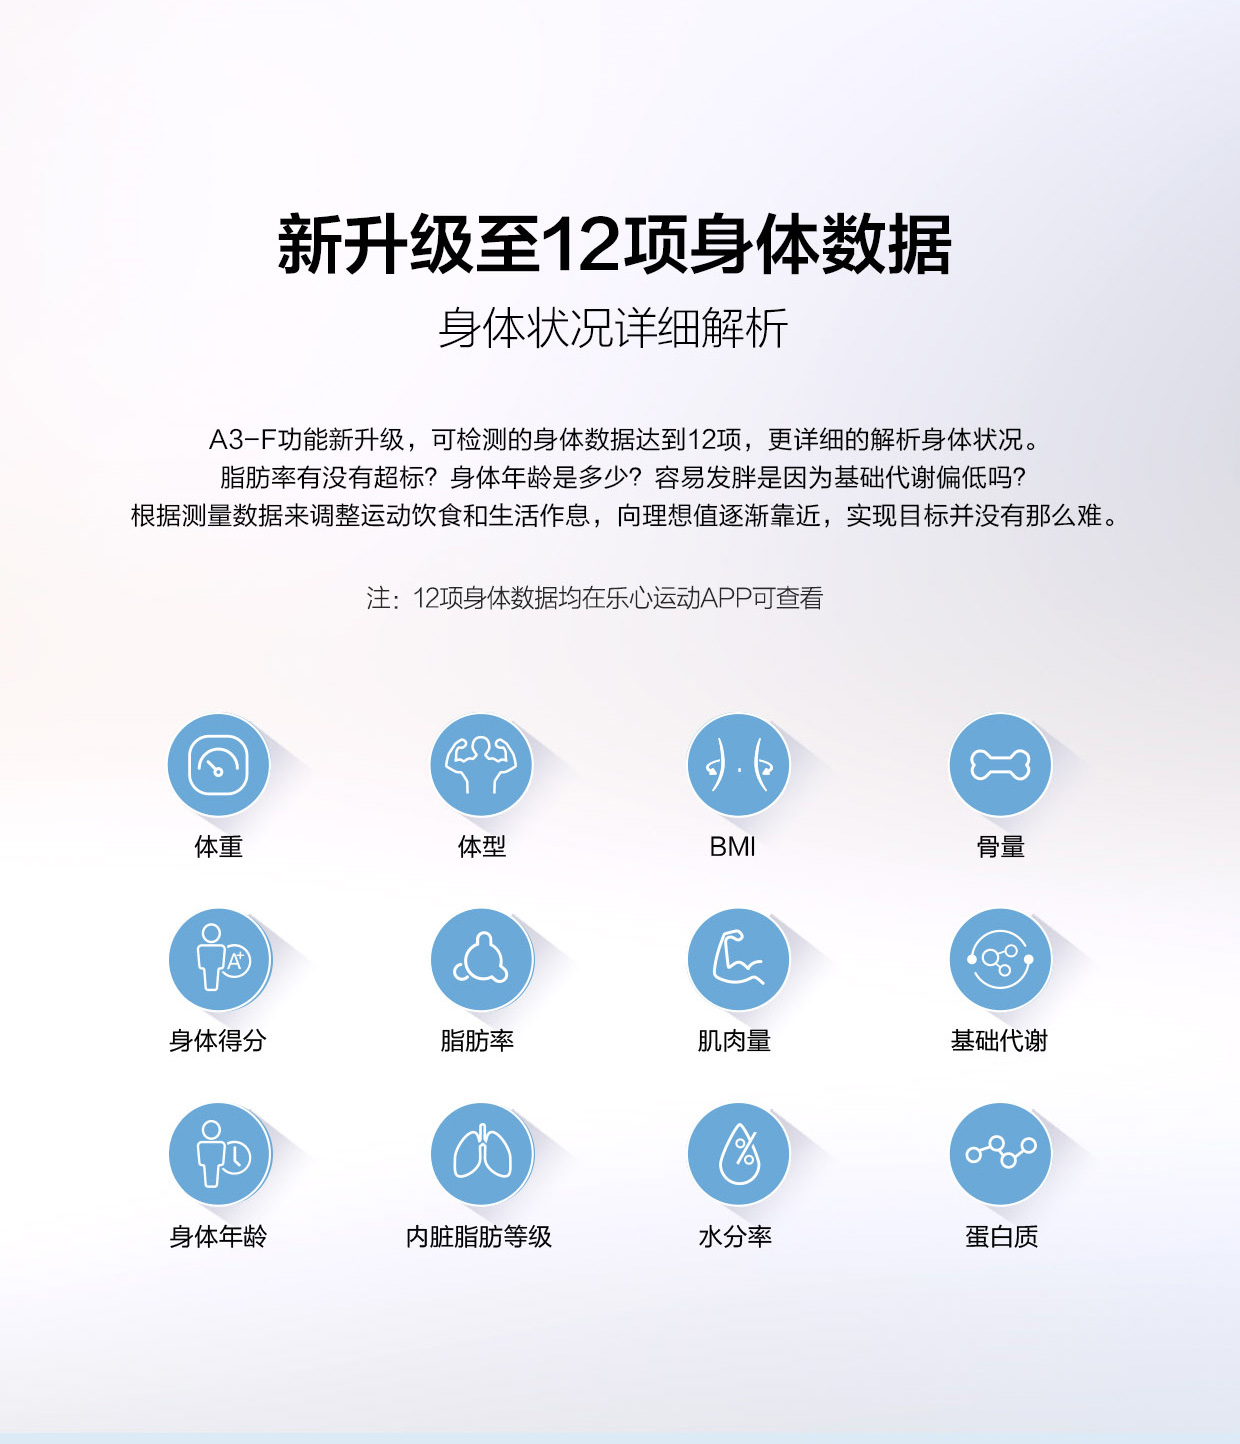 新升级至12项身体数据
身体状况详细解析
A3-F功能新升级，可检测的身体数据达到12项，更详细的解析身体状况。
脂肪率有没有超标？身体年龄是多少？容易发胖是因为基础代谢偏低吗？
根据测量数据来调整运动饮食和生活作息，向理想值逐渐靠近，实现目标并没有那么难。
注：12项身体数据均在乐心运动APP可查看
体重
体型
BMI
骨量
A+
身体得分
脂肪率
肌肉量
基础代谢
身体年龄
内脏脂肪等级
%
水分率
蛋白质